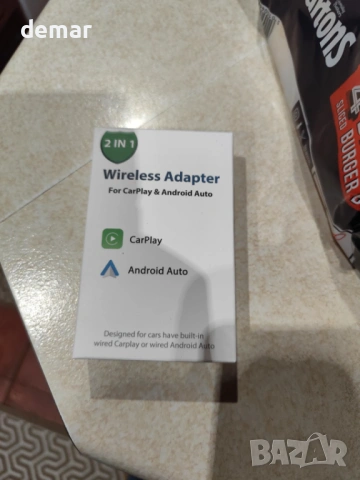 demar
2 IN 1
Wireless Adapter
For CarPlay & Android Auto
CarPlay
Android Auto
Designed for cars have built-in
wired Carplay or wired Android Auto
SLICED BURGER
BAZAR